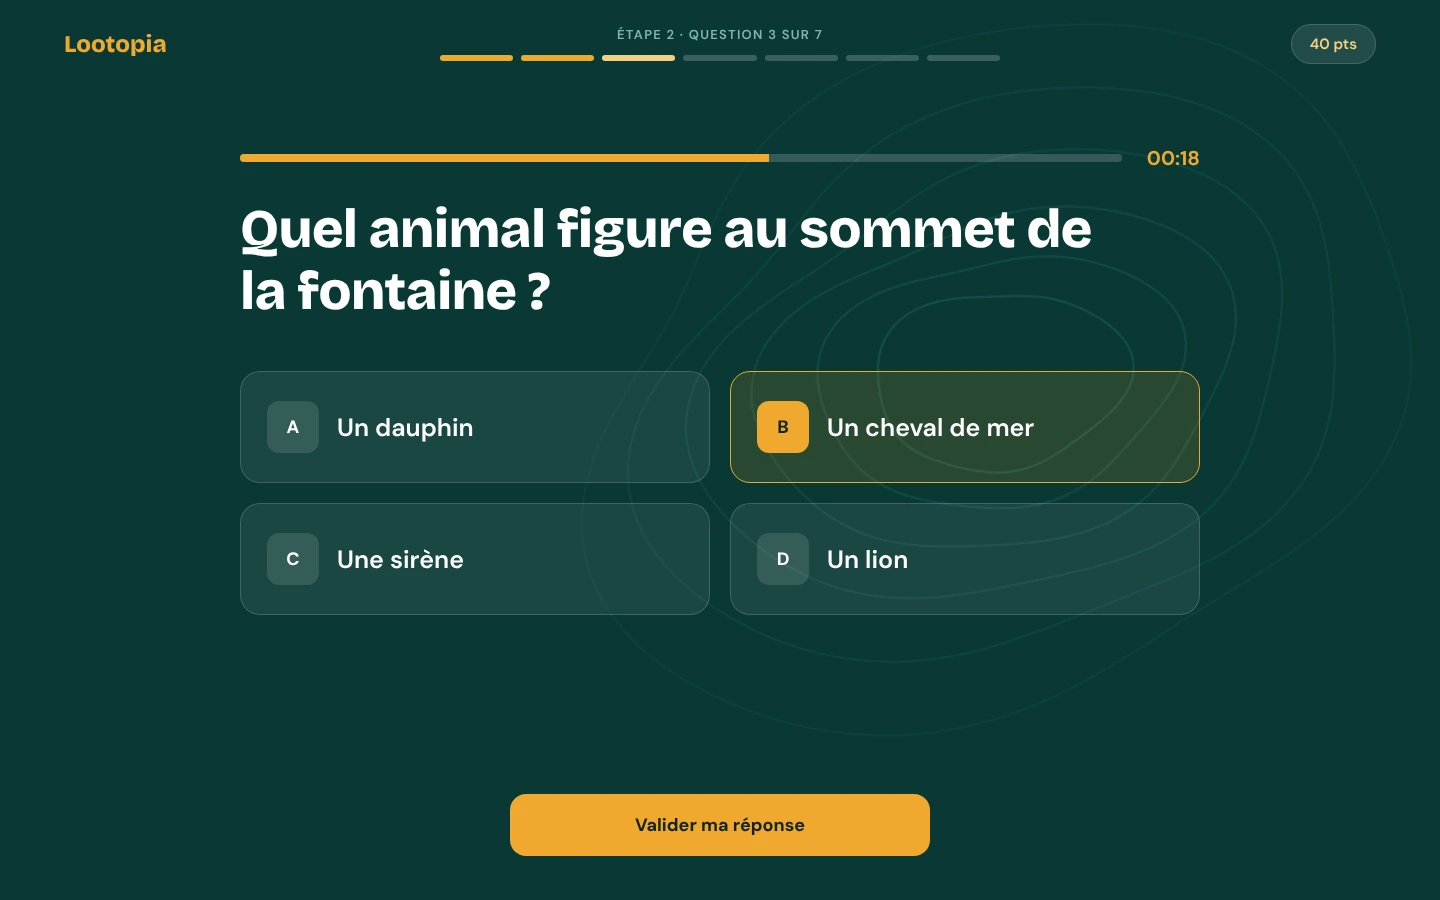 Lootopia
ÉTAPE 2 · QUESTION 3 SUR 7
40 pts
00:18
Quel animal figure au sommet de
la fontaine ?
A Un dauphin
B Un cheval de mer
C Une sirène
D Un lion
Valider ma réponse